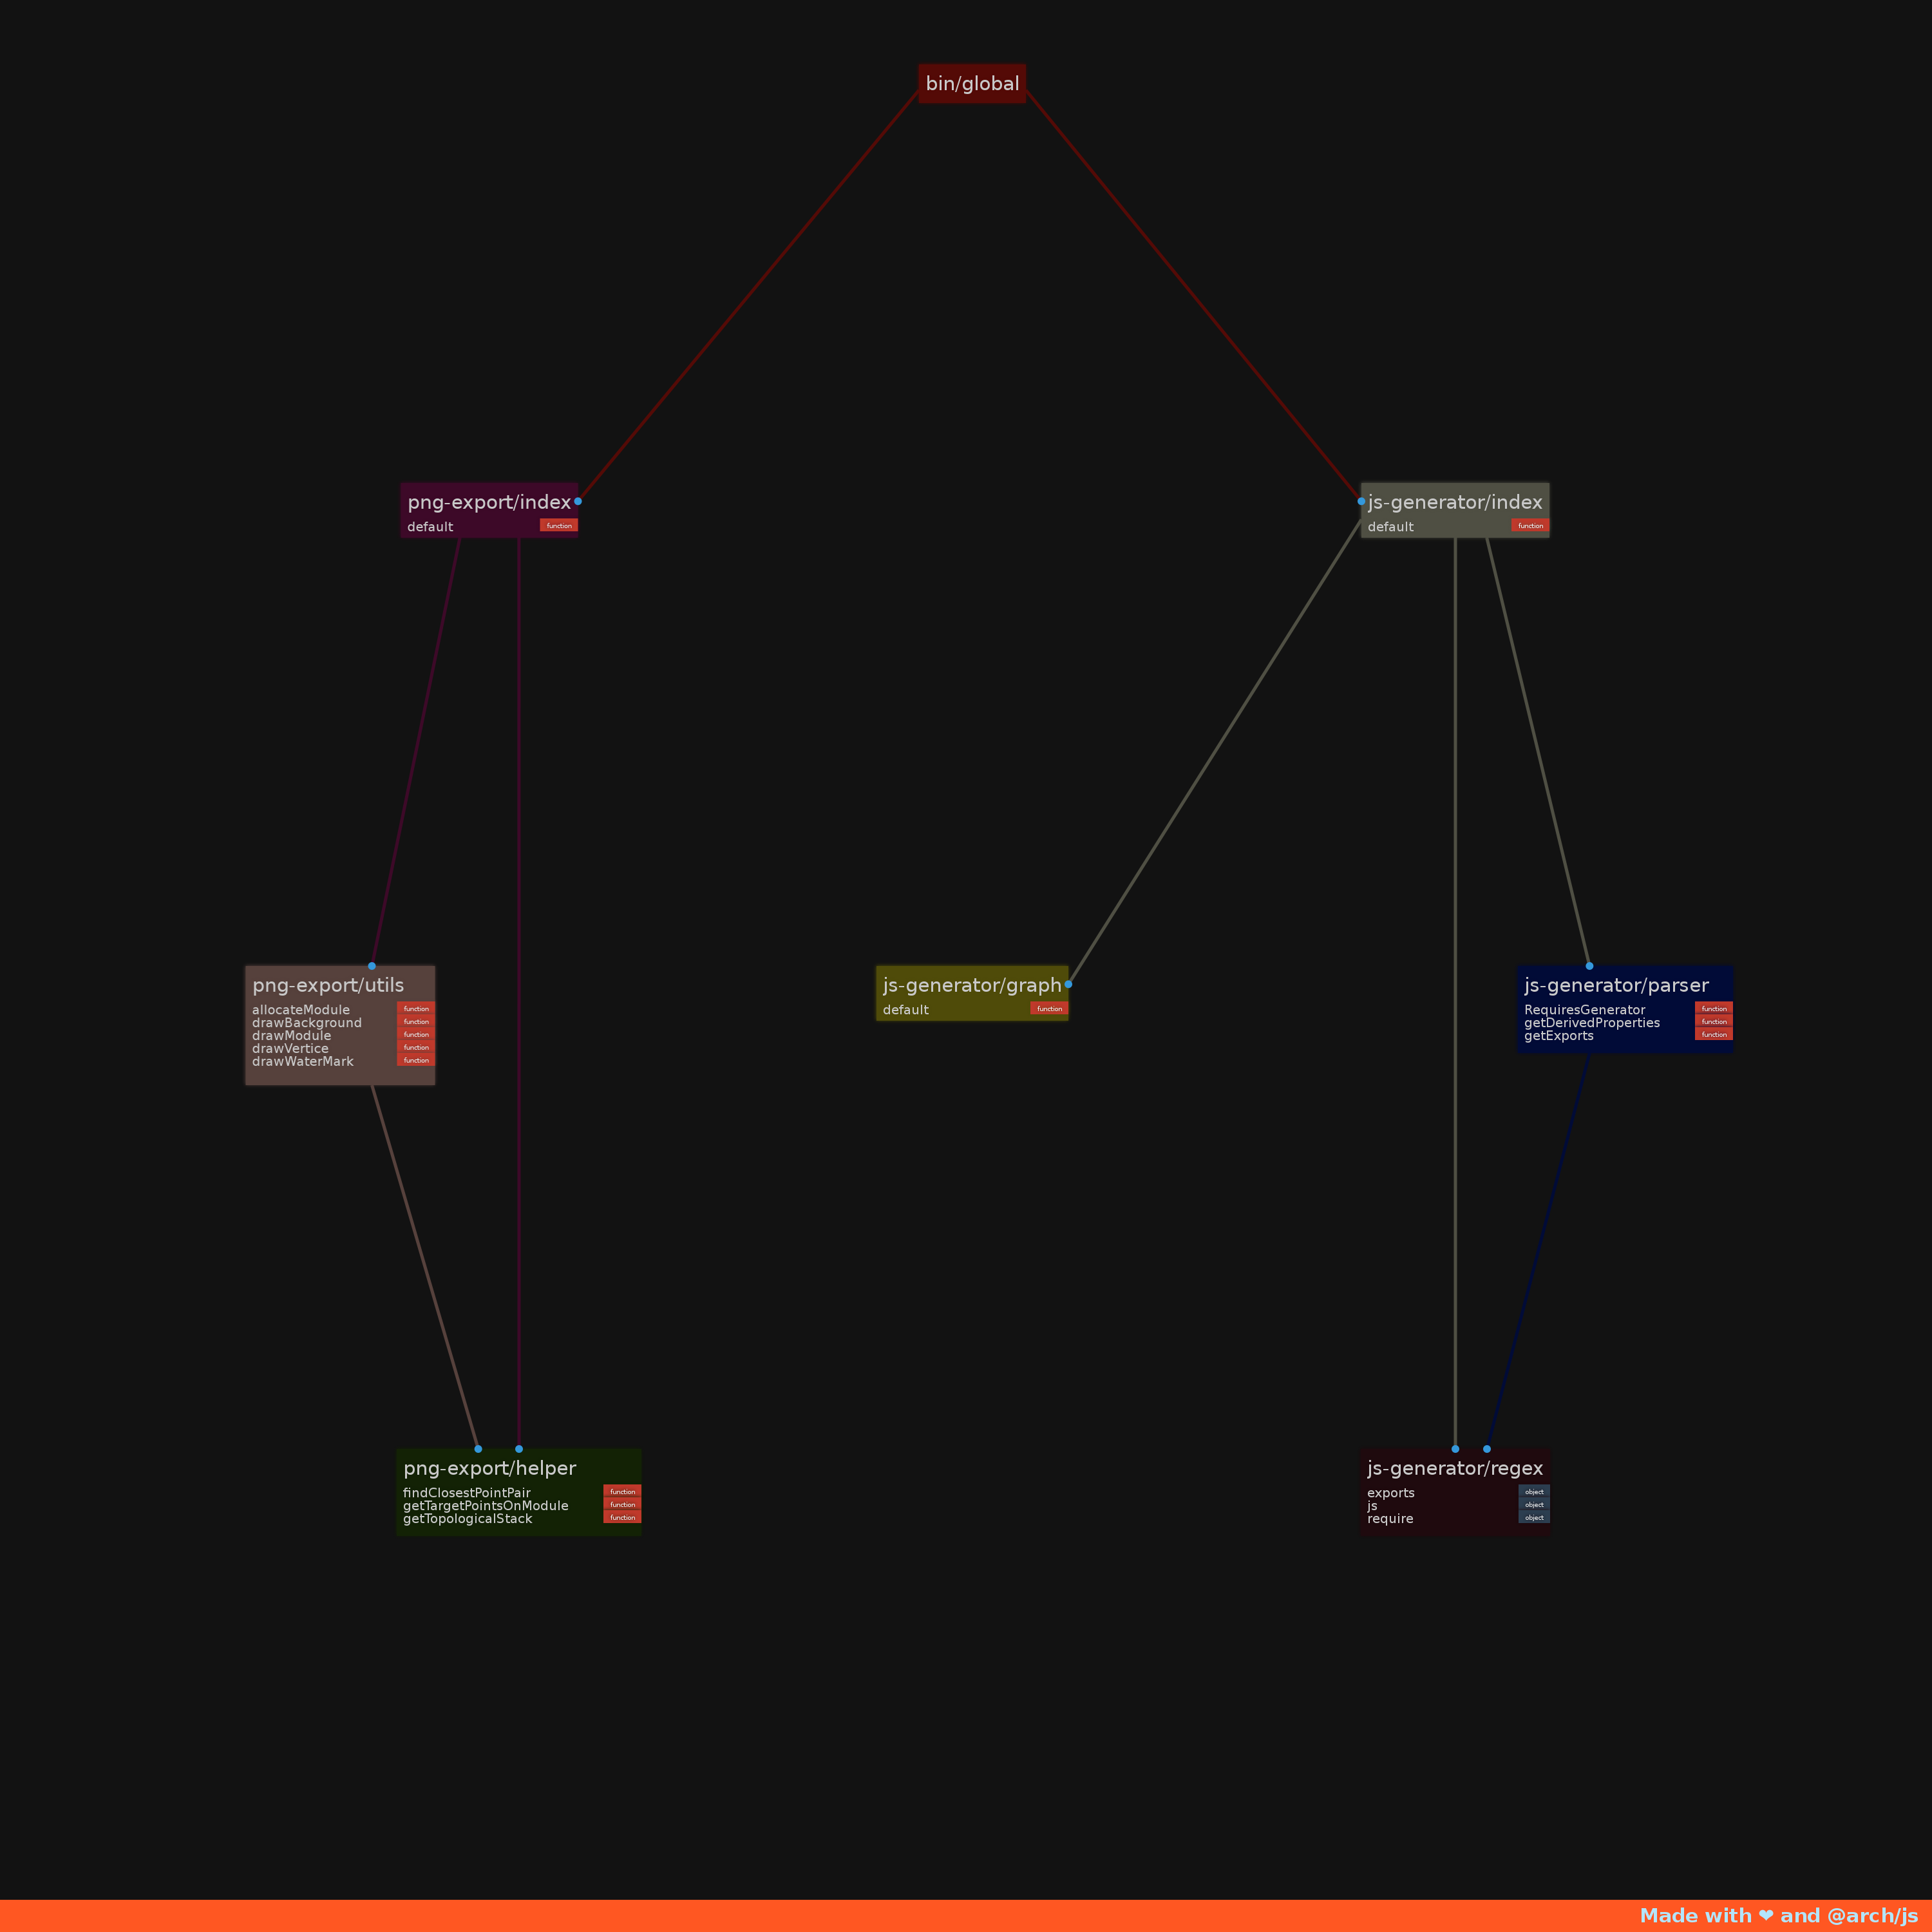 bin/global
png-export/index
default function
js-generator/index
default function
png-export/utils
allocateModule function
drawBackground function
drawModule function
drawVertice function
drawWaterMark function
js-generator/graph
default function
js-generator/parser
RequiresGenerator function
getDerivedProperties function
getExports function
png-export/helper
findClosestPointPair function
getTargetPointsOnModule function
getTopologicalStack function
js-generator/regex
exports object
js object
require object
Made with ❤ and @arch/js